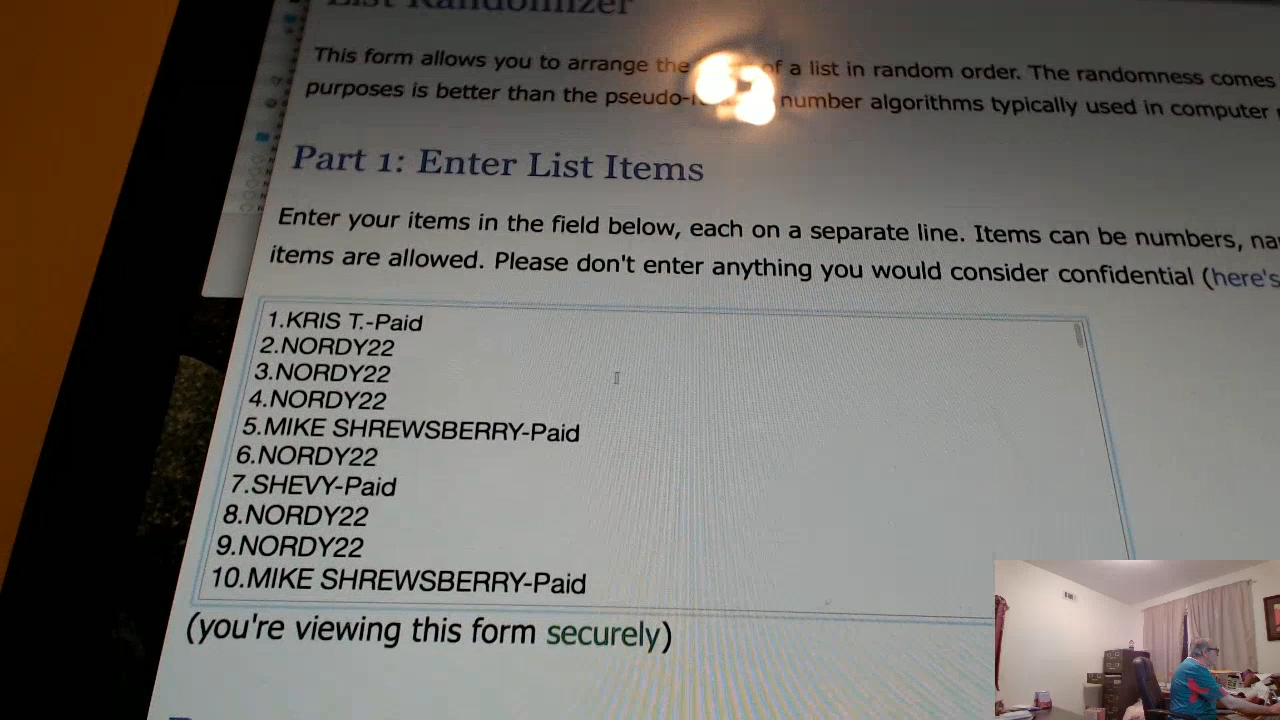 List Randomizer
This form allows you to arrange the of a list in random order. The randomness comes
purposes is better than the pseudo- number algorithms typically used in computer
Part 1: Enter List Items
Enter your items in the field below, each on a separate line. Items can be numbers,
items are allowed. Please don't enter anything you would consider confidential (here's
1.KRIS T.-Paid
2.NORDY22
3.NORDY22
4.NORDY22
5.MIKE SHREWSBERRY-Paid
6.NORDY22
7.SHEVY-Paid
8.NORDY22
9.NORDY22
10.MIKE SHREWSBERRY-Paid
(you're viewing this form securely)